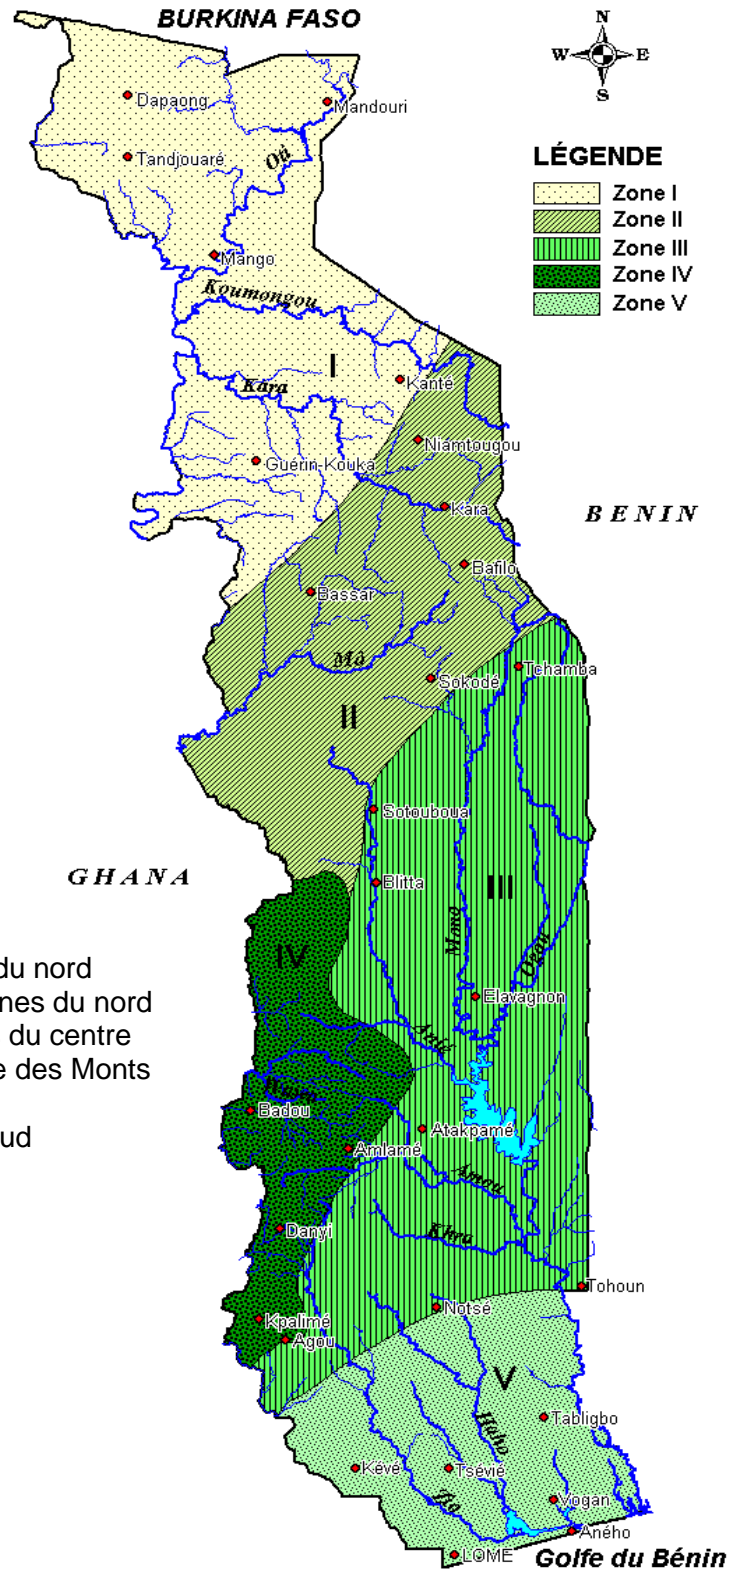 BURKINA FASO
N
W E
S
Dapaong
Mandouri
Tandjouaré
Oti
LÉGENDE
Zone I
Zone II
Zone III
Zone IV
Zone V
Mango
Koumongou
I
Kanté
Kara
Niamtougou
Guérin-Kouka
Kara
BENIN
Bafilo
Bassar
Mô
Tchamba
Sokodé
II
Sotouboua
GHANA
Blitta
III
Mono
Ogou
IV
du nord
nes du nord
du centre
e des Monts
ud
Elavagnon
Anié
Badou
Atakpamé
Amlamé
Amou
Danyi
Khra
Tohoun
Notsé
Kpalimé
Agou
V
Tabligbo
Haho
Kévé
Tsévié
Zio
Vogan
Aného
LOME
Golfe du Bénin